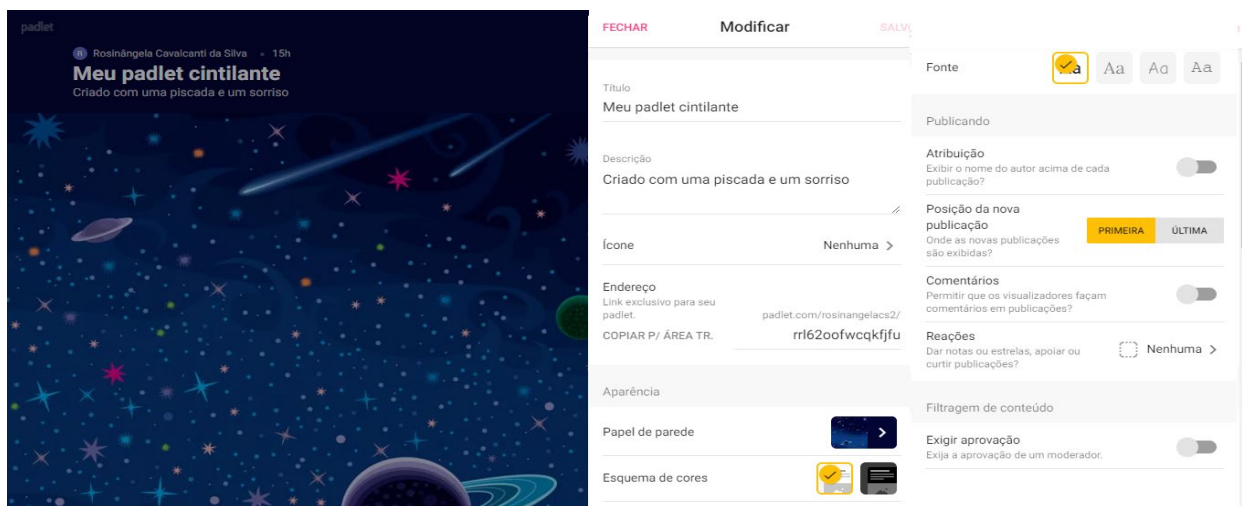 padlet
R Rosinângela Cavalcanti da Silva • 15h
Meu padlet cintilante
Criado com uma piscada e um sorriso
FECHAR Modificar SALV
Título
Meu padlet cintilante
Descrição
Criado com uma piscada e um sorriso
Ícone Nenhuma >
Endereço
Link exclusivo para seu
padlet. padlet.com/rosinangelacs2/
COPIAR P/ ÁREA TR. rrl62oofwcqkfjfu
Aparência
Papel de parede >
Esquema de cores
Fonte a Aa Aa Aa
Publicando
Atribuição
Exibir o nome do autor acima de cada
publicação?
Posição da nova
publicação PRIMEIRA ÚLTIMA
Onde as novas publicações
são exibidas?
Comentários
Permitir que os visualizadores façam
comentários em publicações?
Reações
Dar notas ou estrelas, apoiar ou Nenhuma >
curtir publicações?
Filtragem de conteúdo
Exigir aprovação
Exija a aprovação de um moderador.